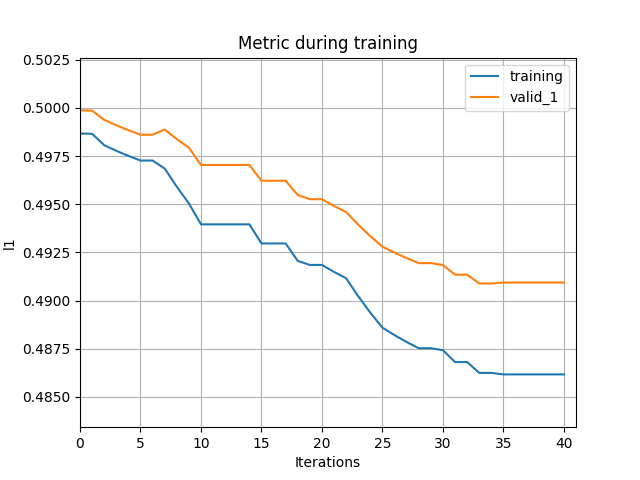 Metric during training
0.5025
0.5000
0.4975
0.4950
0.4925
0.4900
0.4875
0.4850
l1
training
valid_1
0 5 10 15 20 25 30 35 40
Iterations